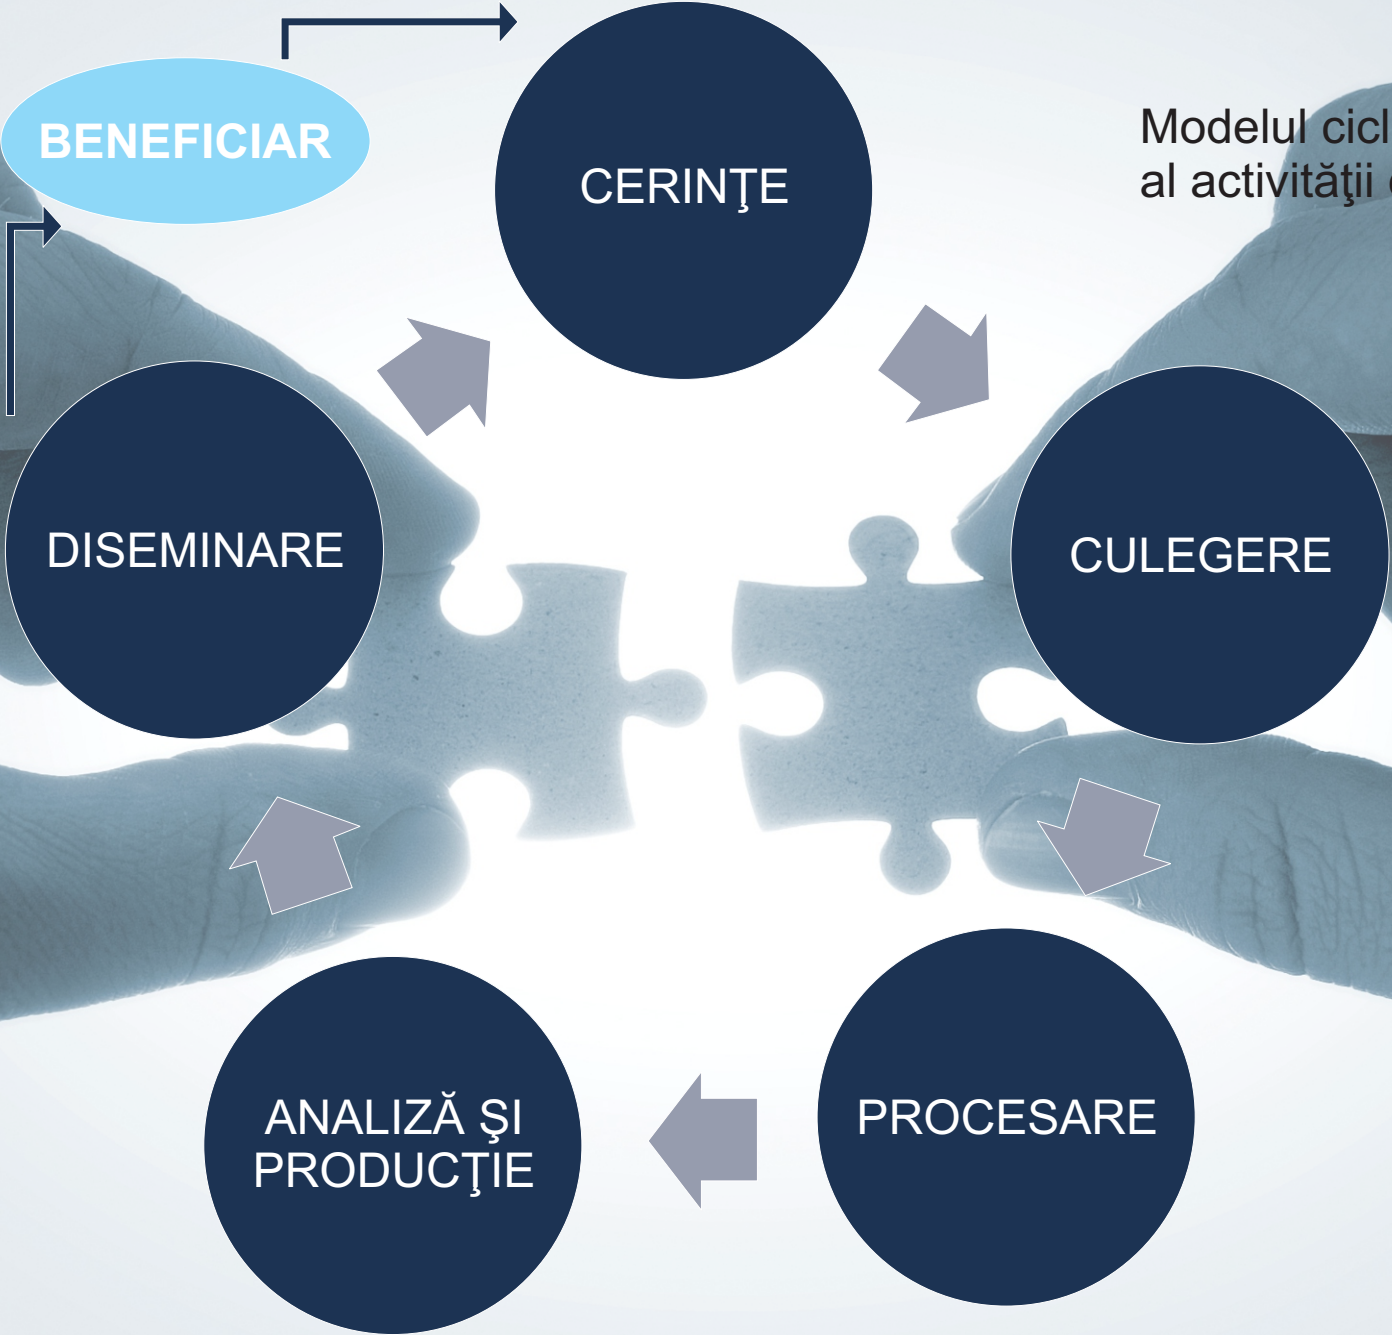 BENEFICIAR
CERINŢE
Modelul cicl
al activităţii
DISEMINARE
CULEGERE
ANALIZĂ ŞI
PRODUCŢIE
PROCESARE